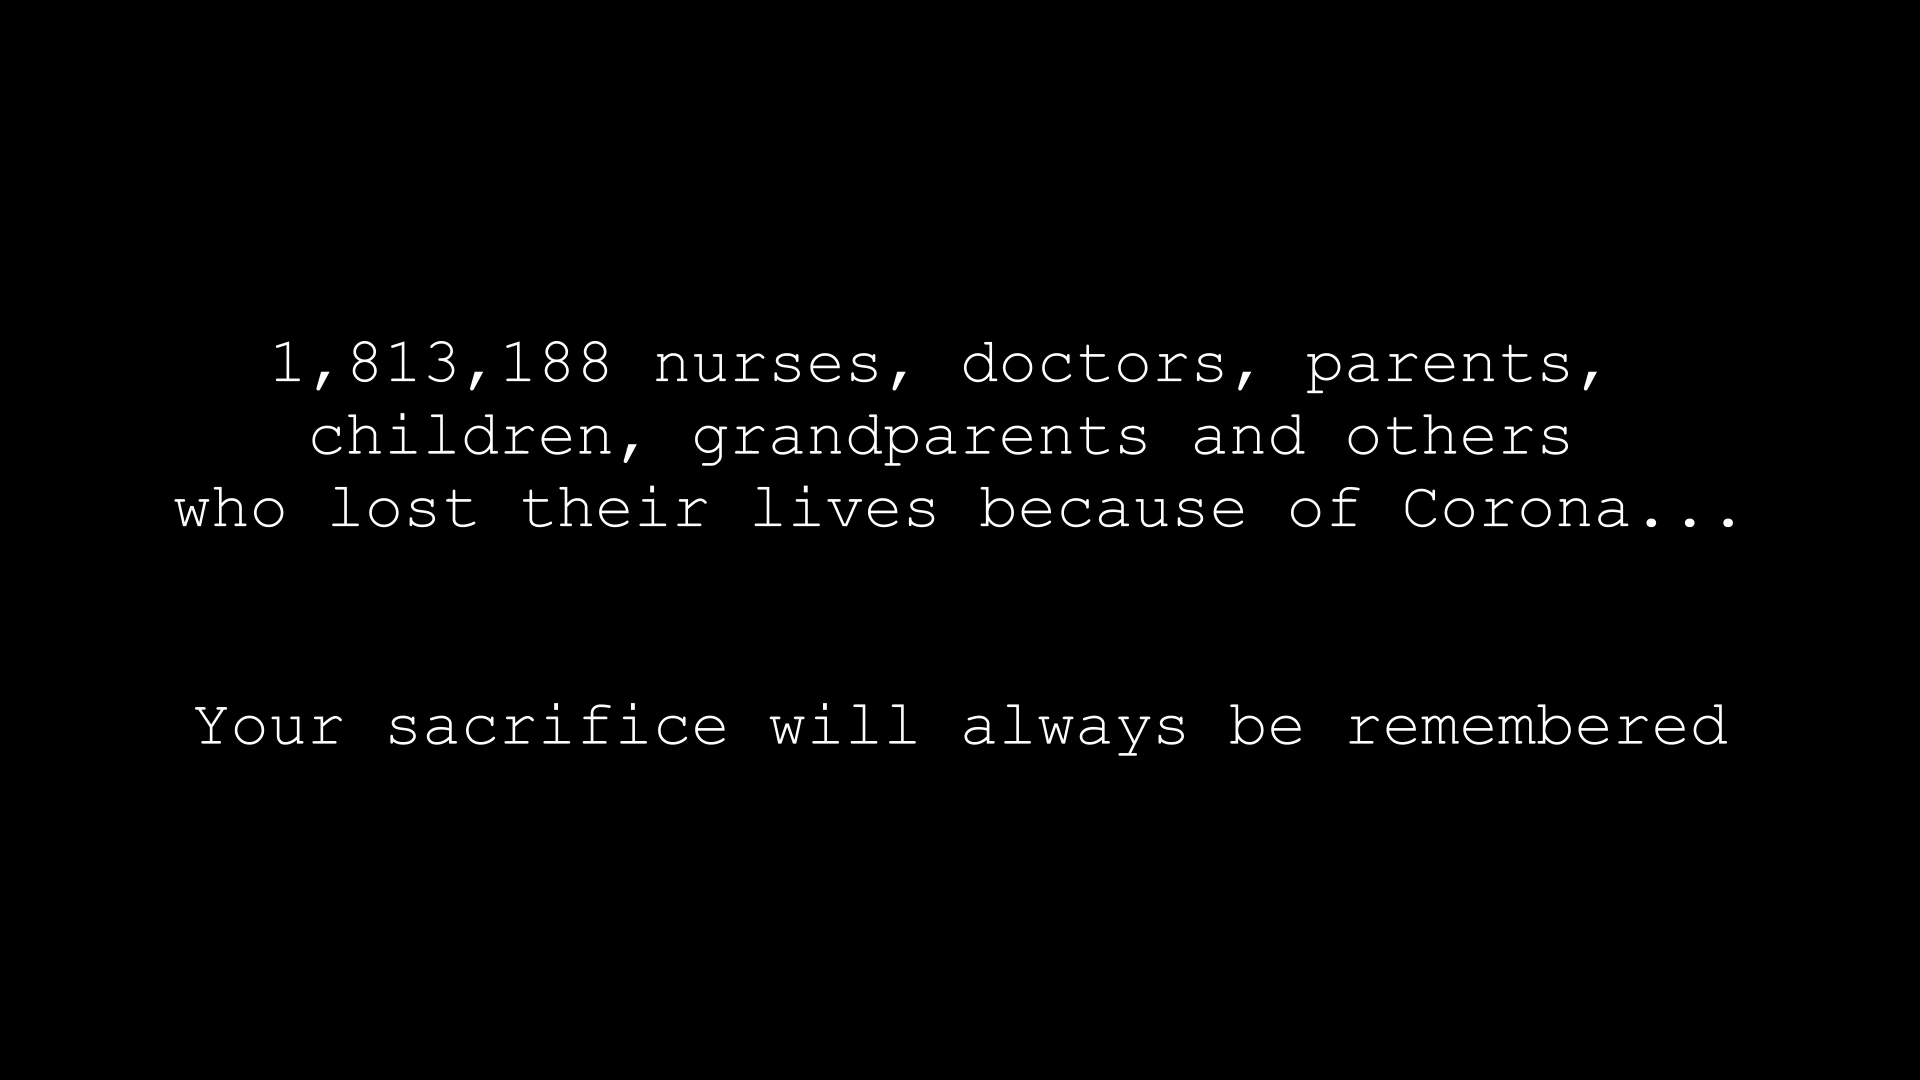 1,813,188 nurses, doctors, parents,
children, grandparents and others
who lost their lives because of Corona...
Your sacrifice will always be remembered